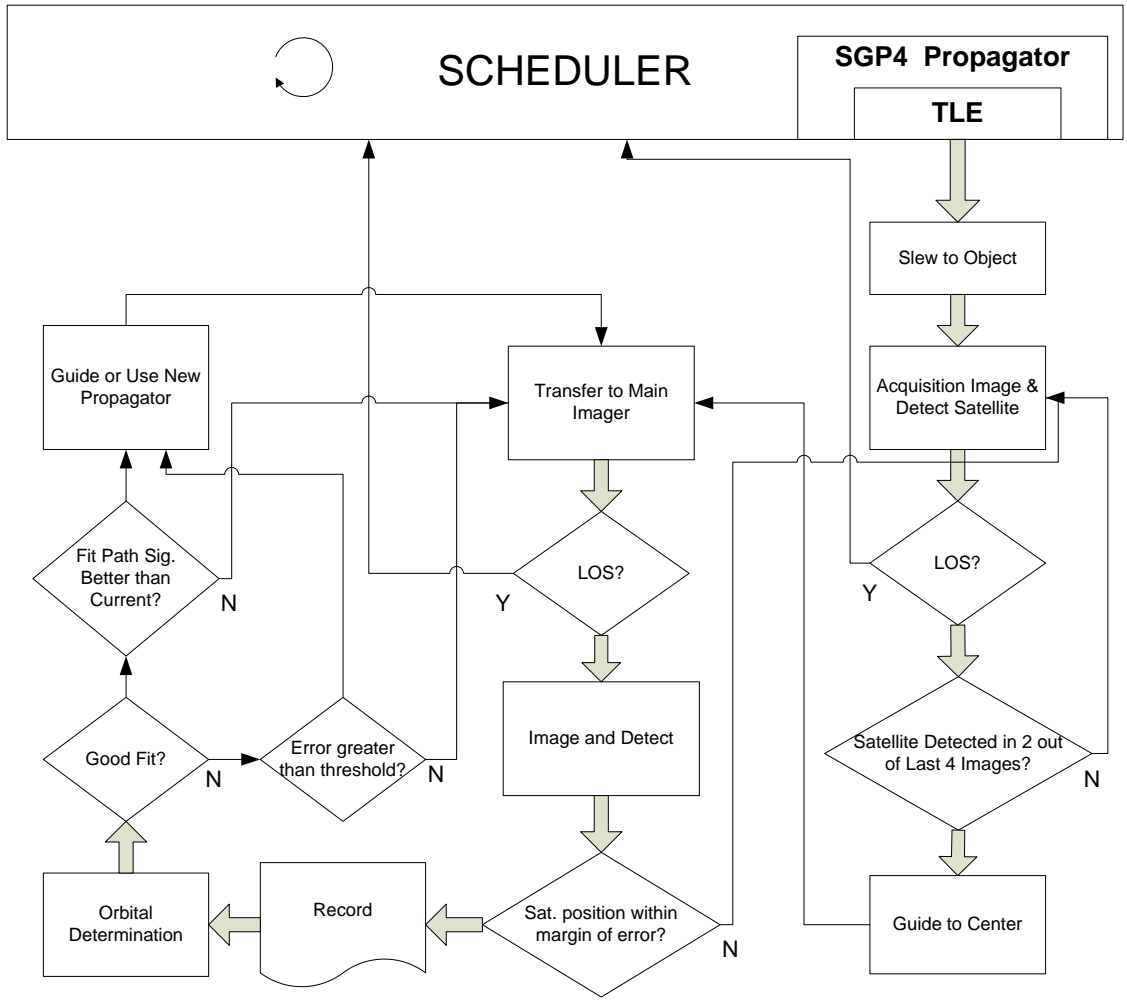 SCHEDULER
SGP4 Propagator
TLE
Slew to Object
Guide or Use New
Propagator
Transfer to Main
Imager
Acquisition Image &
Detect Satellite
Fit Path Sig.
Better than
Current?
N
LOS?
Y
LOS?
Y
Good Fit?
N
Error greater
than threshold?
N
Image and Detect
Satellite Detected in 2 out
of Last 4 Images?
N
Orbital
Determination
Record
Sat. position within
margin of error?
N
Guide to Center